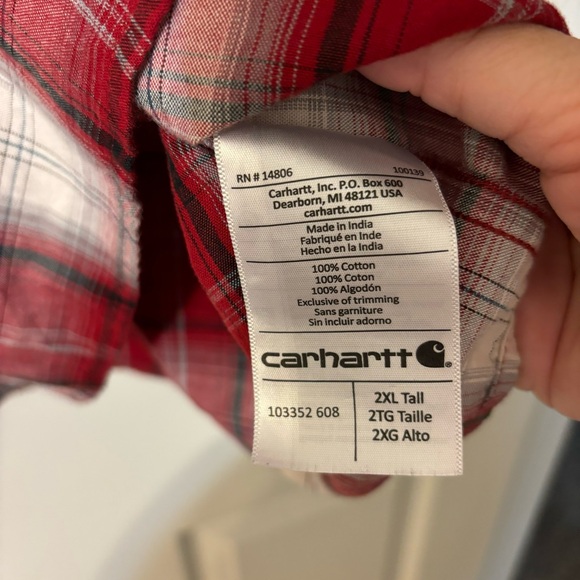 RN # 14806 100139
Carhartt, Inc. P.O. Box 600
Dearborn, MI 48121 USA
carhartt.com
Made in India
Fabriqué en Inde
Hecho en la India
100% Cotton
100% Coton
100% Algodón
Exclusive of trimming
Sans garniture
Sin incluir adorno
carhartt
103352 608
2XL Tall
2TG Taille
2XG Alto